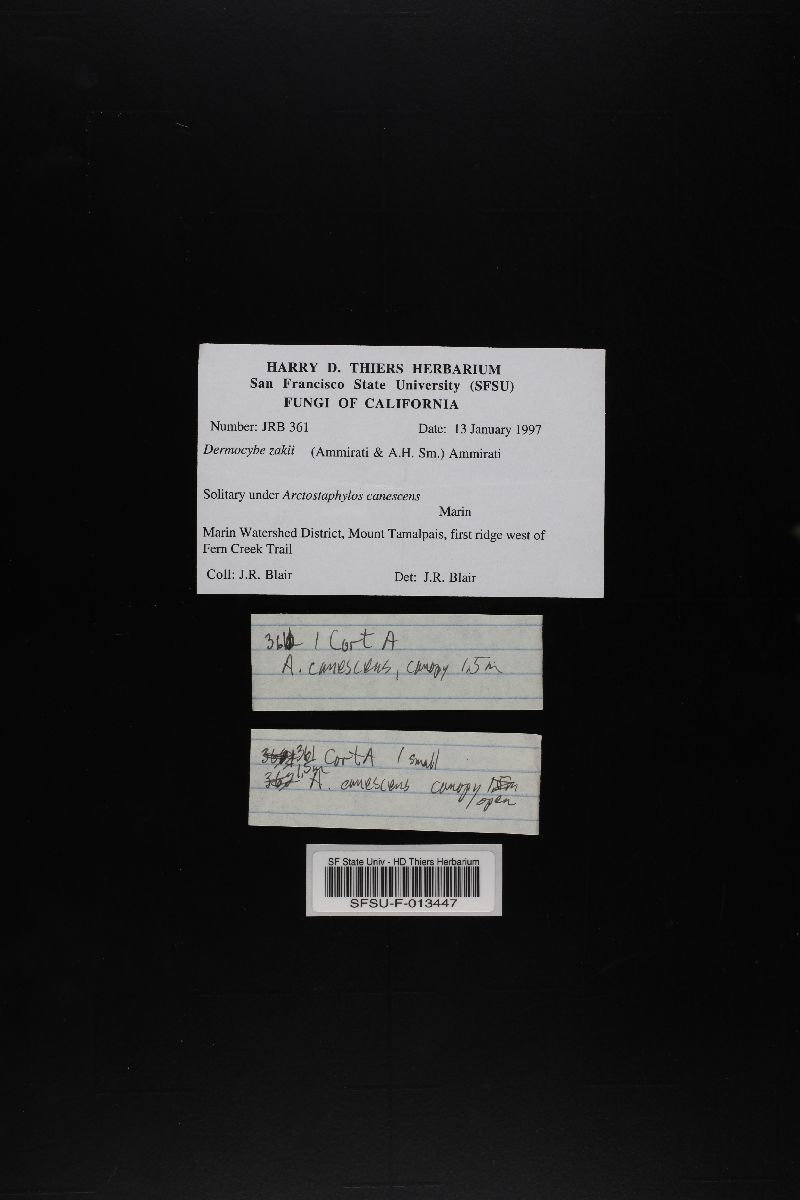 HARRY D. THIERS HERBARIUM
San Francisco State University (SFSU)
FUNGI OF CALIFORNIA
Number: JRB 361 Date: 13 January 1997
Dermocybe zakii (Ammirati & A.H. Sm.) Ammirati
Solitary under Arctostaphylos canescens
Marin
Marin Watershed District, Mount Tamalpais, first ridge west of
Fern Creek Trail
Coll: J.R. Blair Det: J.R. Blair
1 Cort A
A. canescens, canopy 1.5 m
361 Cort A 1 small
1.5m A. canescens canopy
/open
SF State Univ - HD Thiers Herbarium
SFSU-F-013447